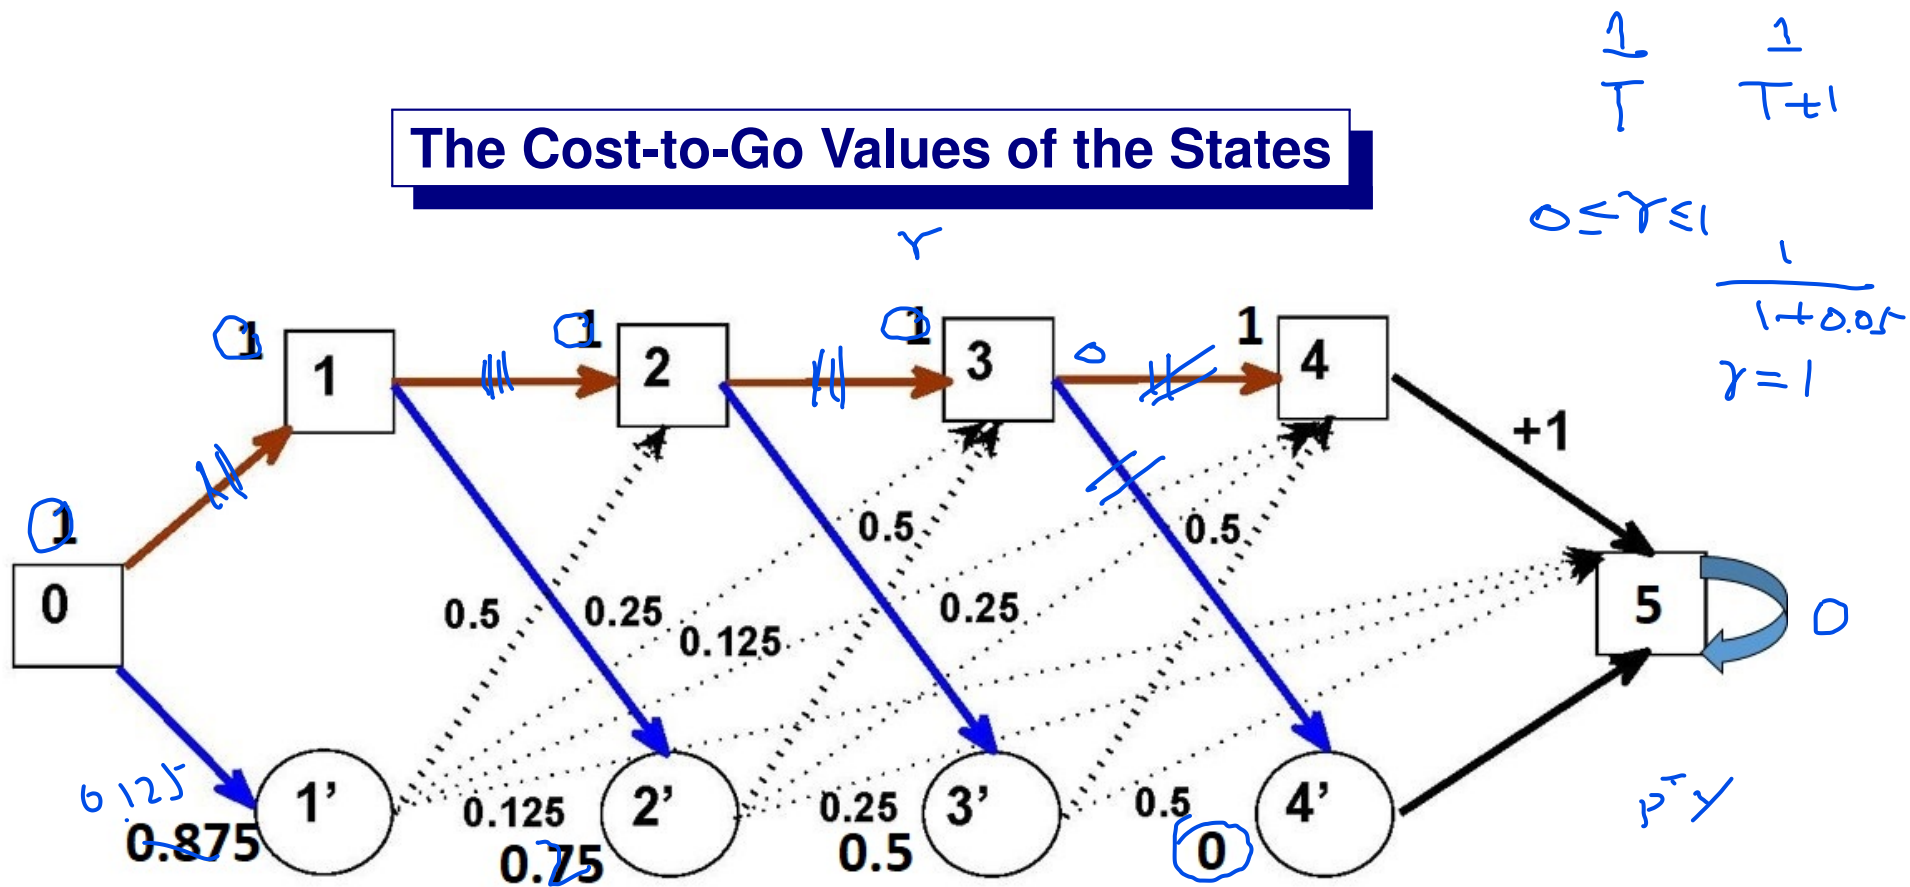 1 1
T T+1
The Cost-to-Go Values of the States
0≤γ≤1
γ
1
1+0.05
γ=1
1 1 1 0 1
1 2 3 4
+1
1
0.5 0.5
0 0.5 0.25 0.25 5 0
0.125
0.125 1' 2' 3' 4'
0.125 0.25 0.5
0.875 0.75 0.5 0